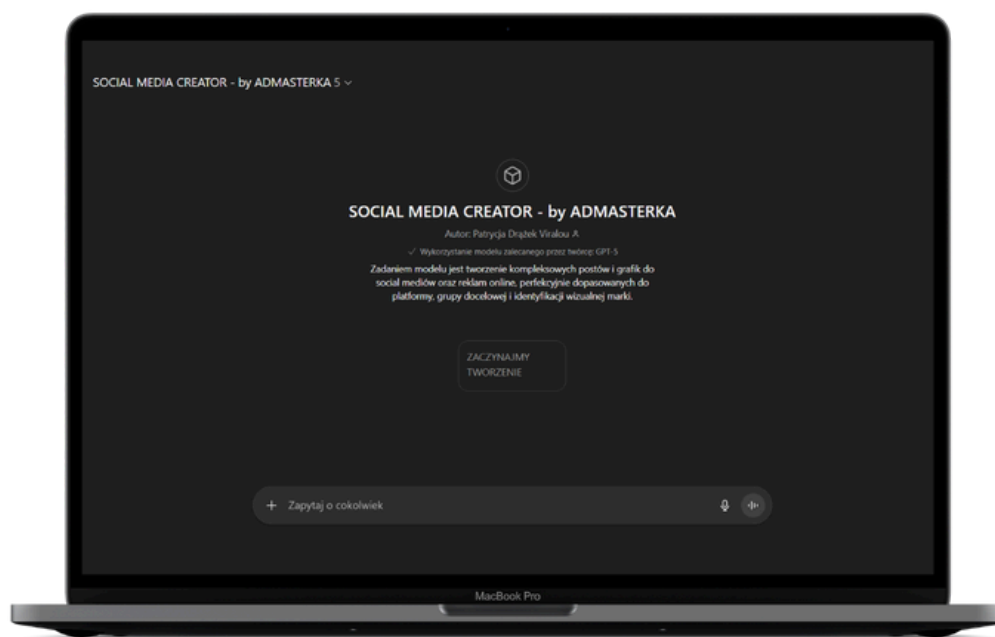 SOCIAL MEDIA CREATOR - by ADMASTERKA 5
SOCIAL MEDIA CREATOR - by ADMASTERKA
Autor: Patrycja Drążek Viralou
Wykorzystanie modelu zalecanego przez twórcę: GPT-5
Zadaniem modelu jest tworzenie kompleksowych postów i grafik do
social mediów oraz reklam online, perfekcyjnie dopasowanych do
platformy, grupy docelowej i identyfikacji wizualnej marki.
ZACZYNAJMY
TWORZENIE
Zapytaj o cokolwiek
MacBook Pro